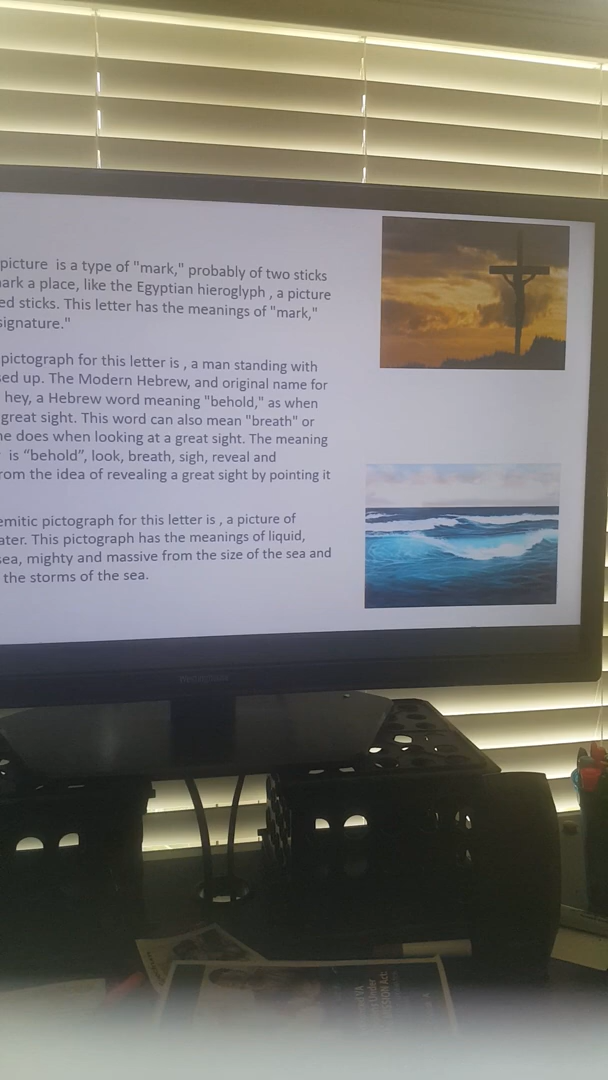 picture is a type of "mark," probably of two sticks
ark a place, like the Egyptian hieroglyph , a picture
ed sticks. This letter has the meanings of "mark,"
signature."
pictograph for this letter is , a man standing with
sed up. The Modern Hebrew, and original name for
hey, a Hebrew word meaning "behold," as when
great sight. This word can also mean "breath" or
ne does when looking at a great sight. The meaning
is “behold”, look, breath, sigh, reveal and
rom the idea of revealing a great sight by pointing it
emitic pictograph for this letter is , a picture of
ater. This pictograph has the meanings of liquid,
sea, mighty and massive from the size of the sea and
the storms of the sea.
VA
Under